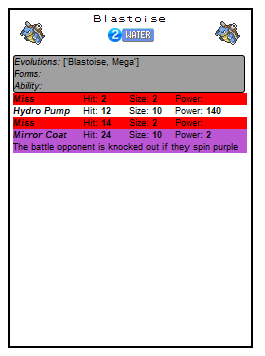 Blastoise
2 WATER
Evolutions: ['Blastoise, Mega']
Forms:
Ability:
Miss Hit: 2 Size: 2 Power:
Hydro Pump Hit: 12 Size: 10 Power: 140
Miss Hit: 14 Size: 2 Power:
Mirror Coat Hit: 24 Size: 10 Power: 2
The battle opponent is knocked out if they spin purple